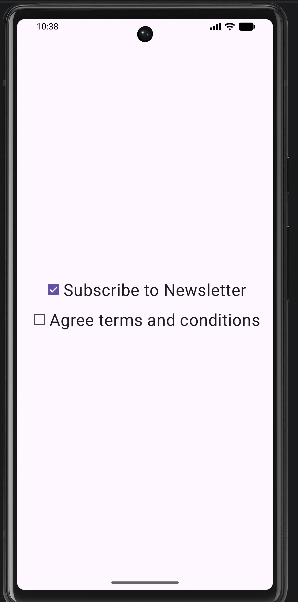 10:38
Subscribe to Newsletter
Agree terms and conditions